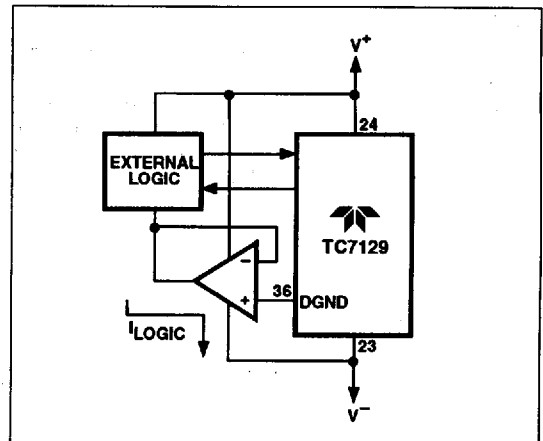 V+
24
EXTERNAL
LOGIC
TC7129
−
+
36
DGND
ILOGIC
23
V−